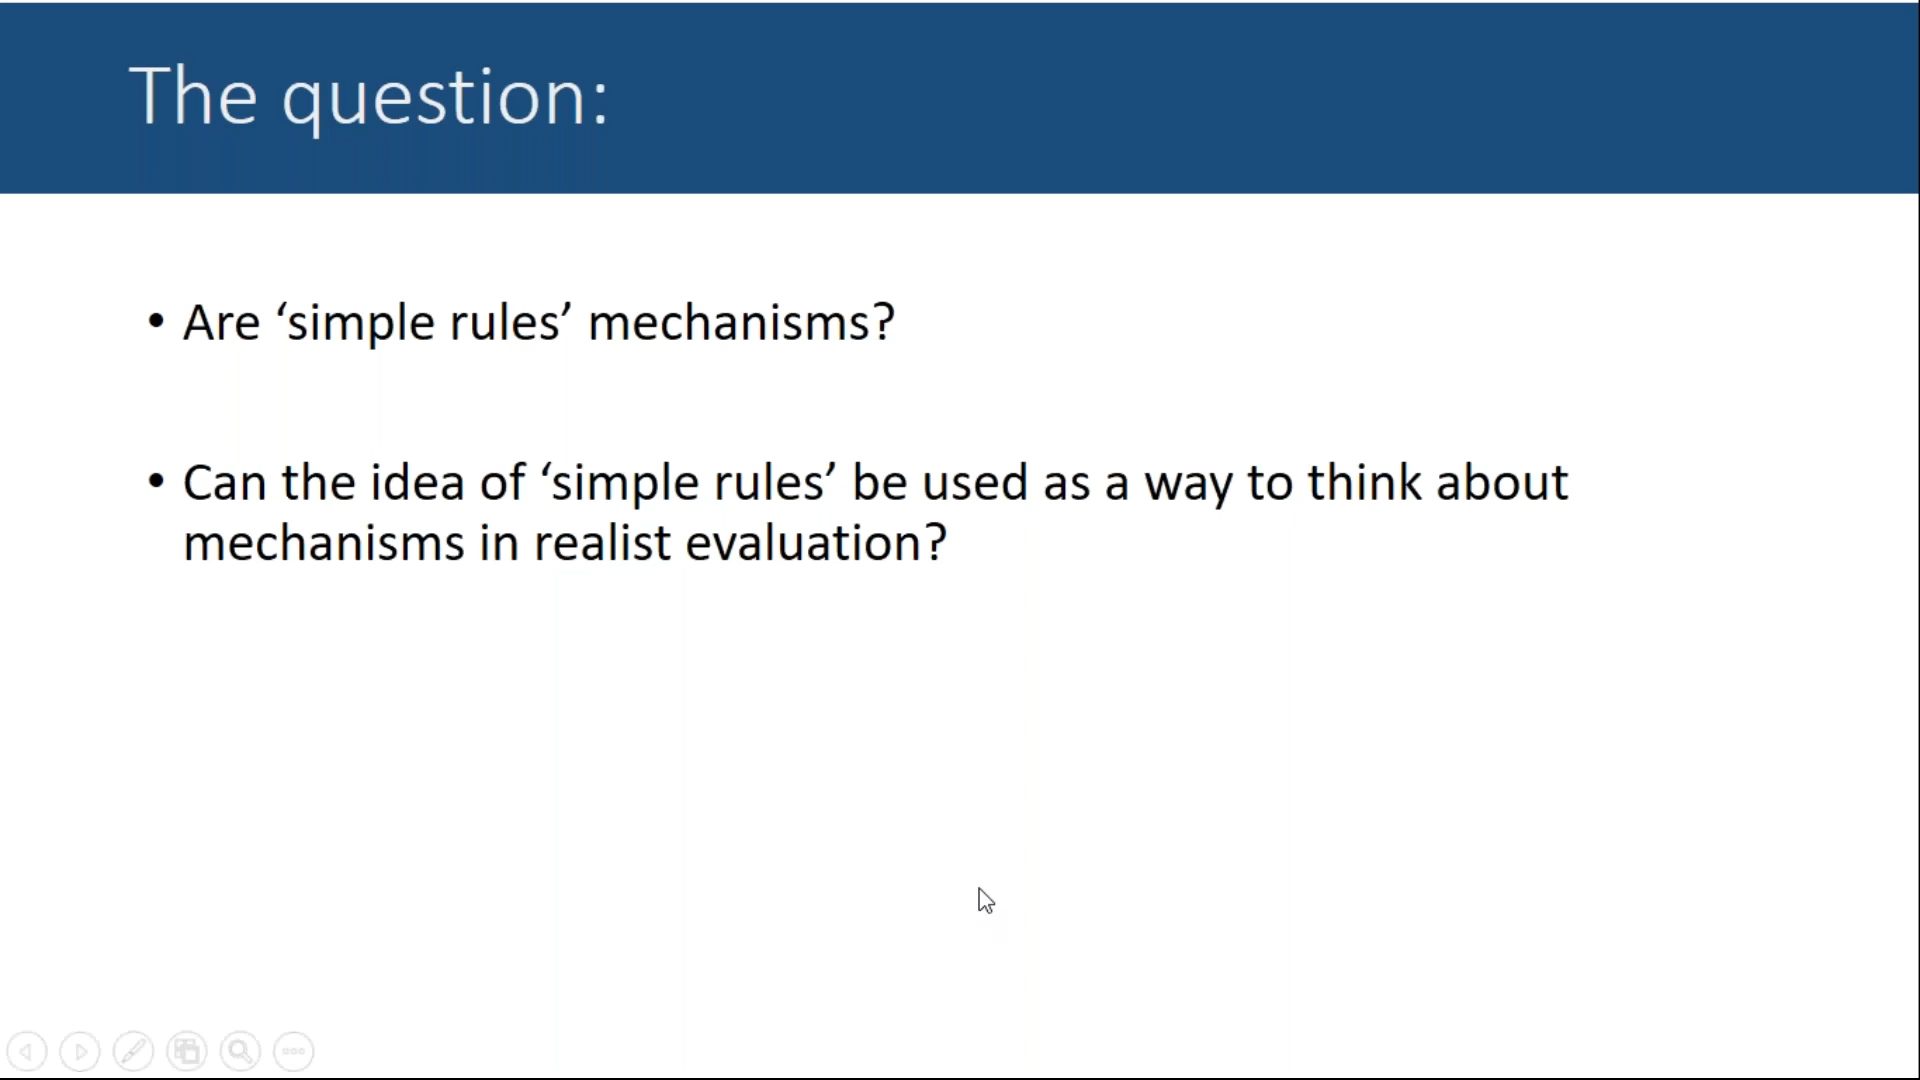 The question:
• Are ‘simple rules’ mechanisms?
• Can the idea of ‘simple rules’ be used as a way to think about
mechanisms in realist evaluation?